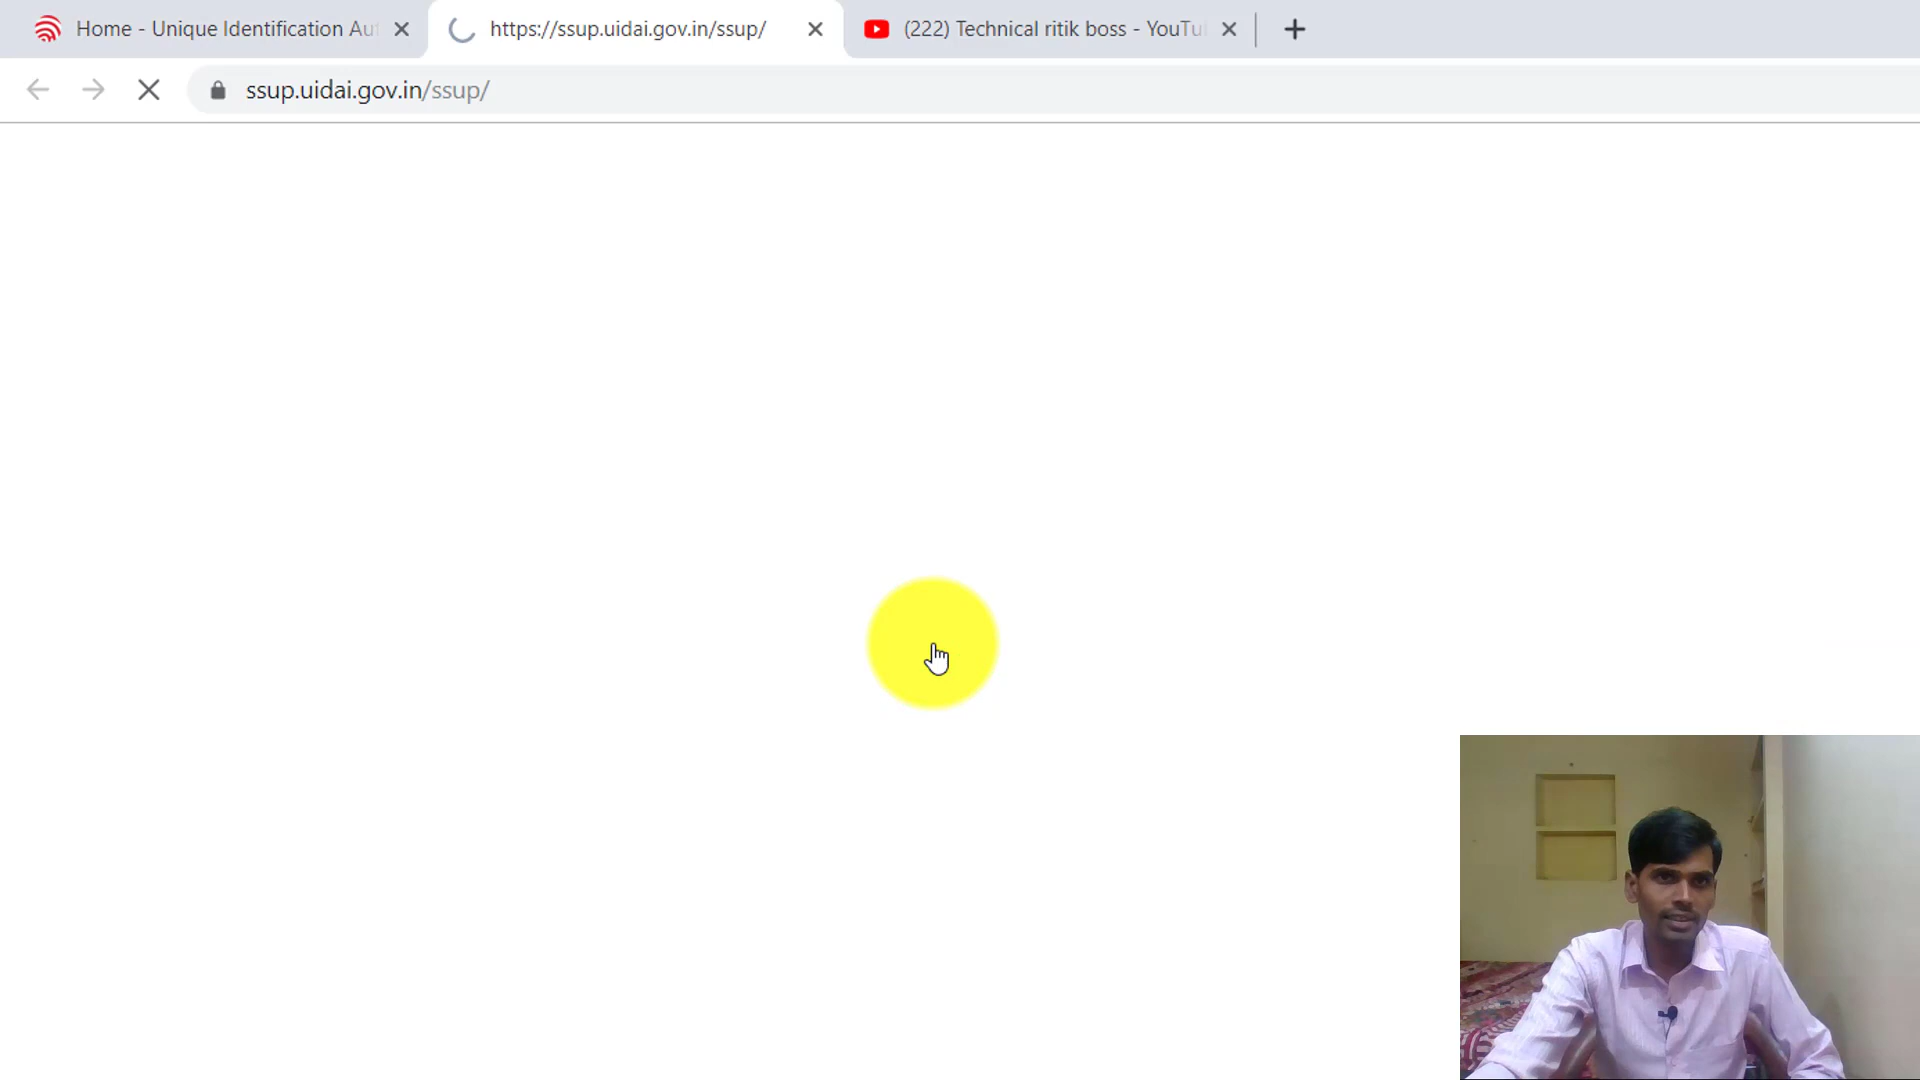 Home - Unique Identification Au
https://ssup.uidai.gov.in/ssup/
(222) Technical ritik boss - YouTu
ssup.uidai.gov.in/ssup/